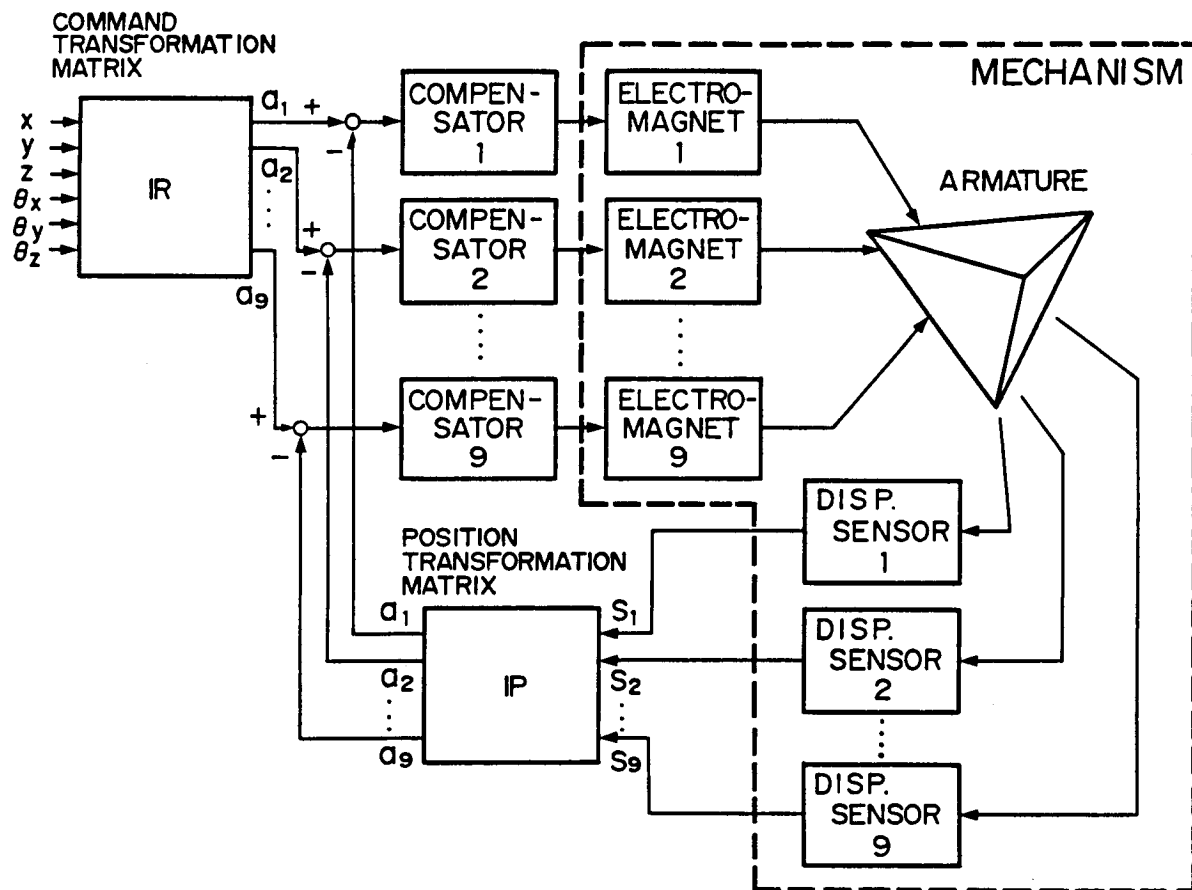 COMMAND
TRANSFORMATION
MATRIX
x
y
z
θx
θy
θz
IR
a1
+
−
a2
+
−
a9
+
−
COMPEN-
SATOR
1
COMPEN-
SATOR
2
COMPEN-
SATOR
9
MECHANISM
ELECTRO-
MAGNET
1
ELECTRO-
MAGNET
2
ELECTRO-
MAGNET
9
ARMATURE
DISP.
SENSOR
1
DISP.
SENSOR
2
DISP.
SENSOR
9
POSITION
TRANSFORMATION
MATRIX
a1
a2
a9
IP
S1
S2
S9